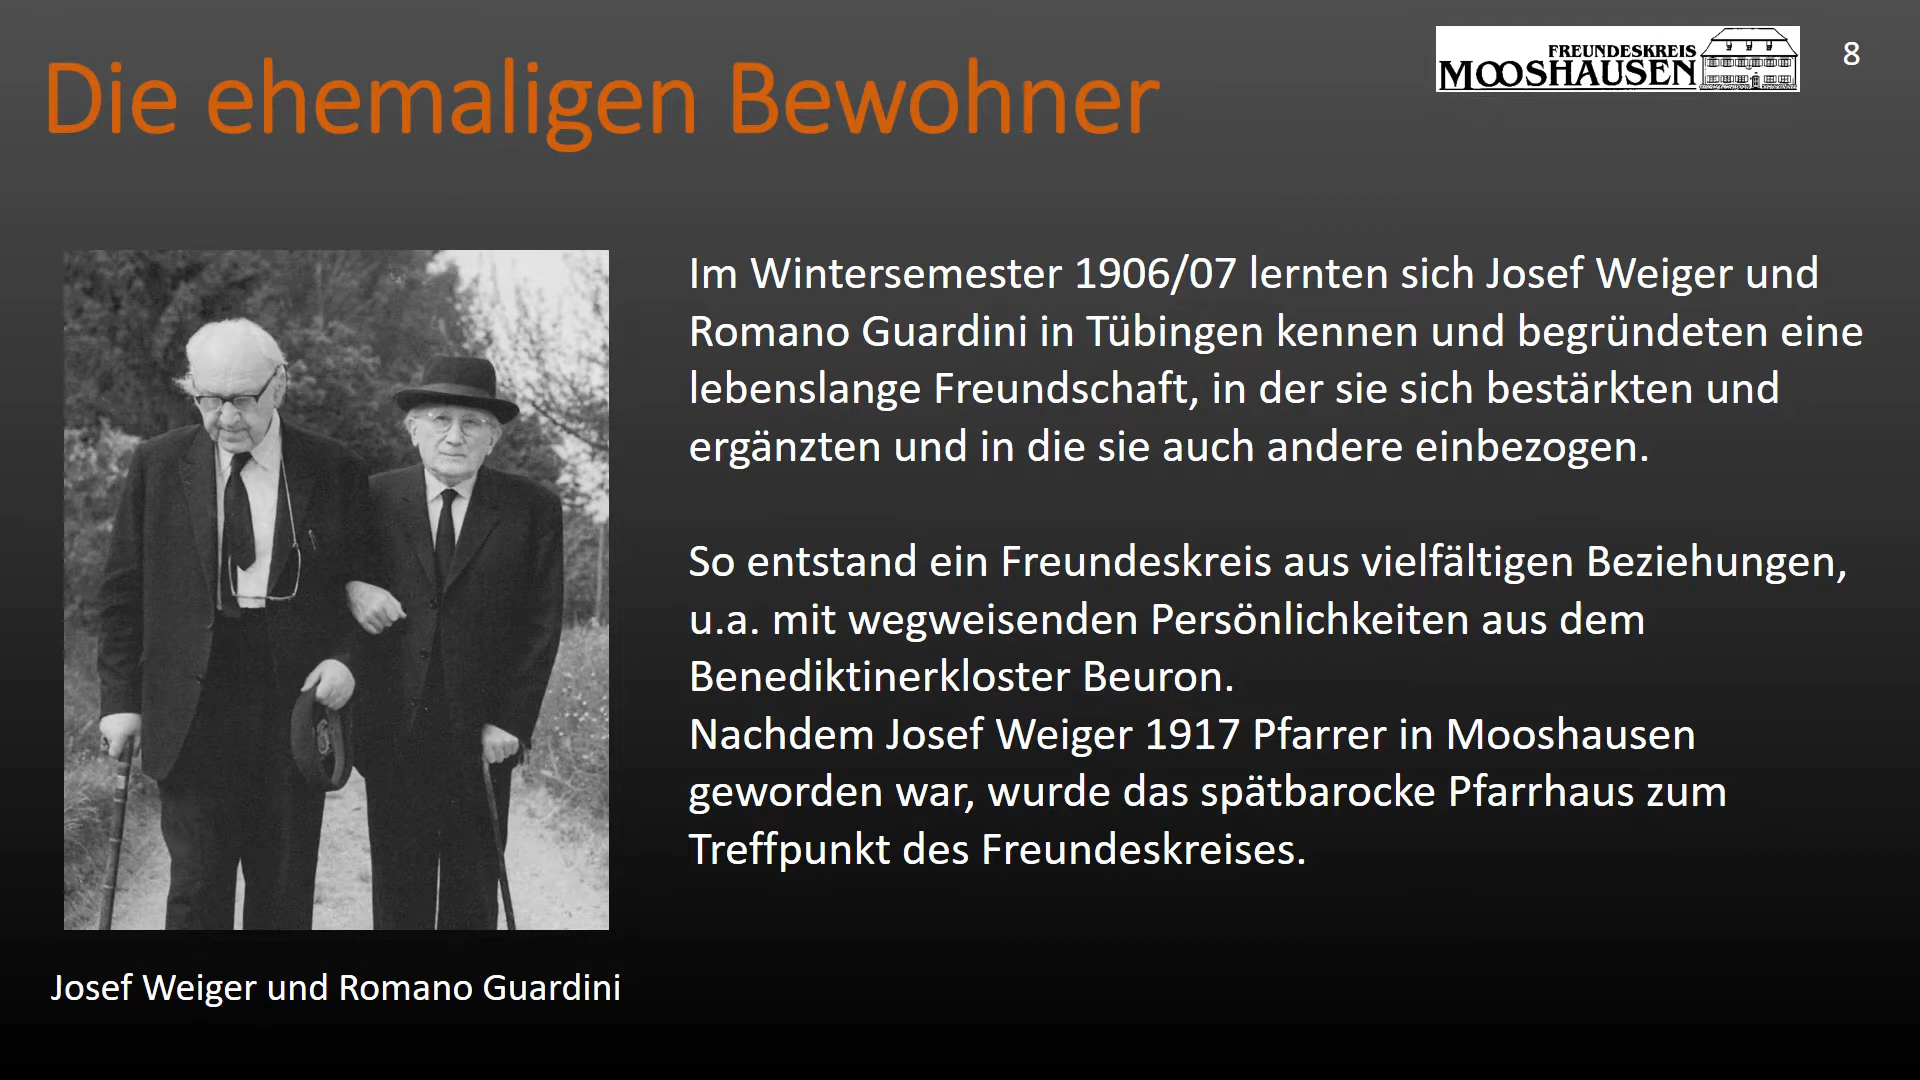 Die ehemaligen Bewohner
FREUNDESKREIS
MOOSHAUSEN
8
Im Wintersemester 1906/07 lernten sich Josef Weiger und
Romano Guardini in Tübingen kennen und begründeten eine
lebenslange Freundschaft, in der sie sich bestärkten und
ergänzten und in die sie auch andere einbezogen.
So entstand ein Freundeskreis aus vielfältigen Beziehungen,
u.a. mit wegweisenden Persönlichkeiten aus dem
Benediktinerkloster Beuron.
Nachdem Josef Weiger 1917 Pfarrer in Mooshausen
geworden war, wurde das spätbarocke Pfarrhaus zum
Treffpunkt des Freundeskreises.
Josef Weiger und Romano Guardini